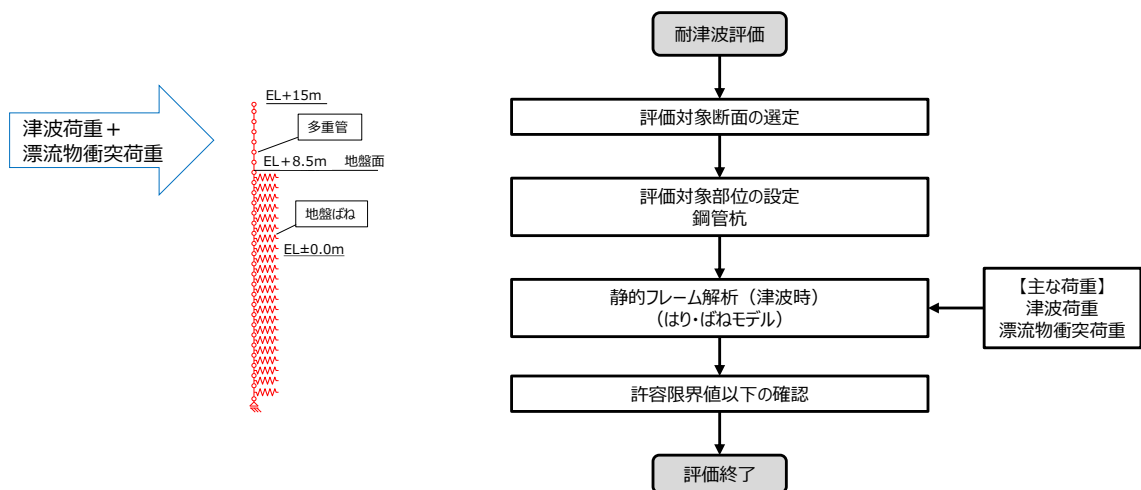 津波荷重+
漂流物衝突荷重
EL+15m
多重管
EL+8.5m 地盤面
地盤ばね
EL±0.0m
耐津波評価
評価対象断面の選定
評価対象部位の設定
鋼管杭
静的フレーム解析(津波時)
(はり・ばねモデル)
【主な荷重】
津波荷重
漂流物衝突荷重
許容限界値以下の確認
評価終了